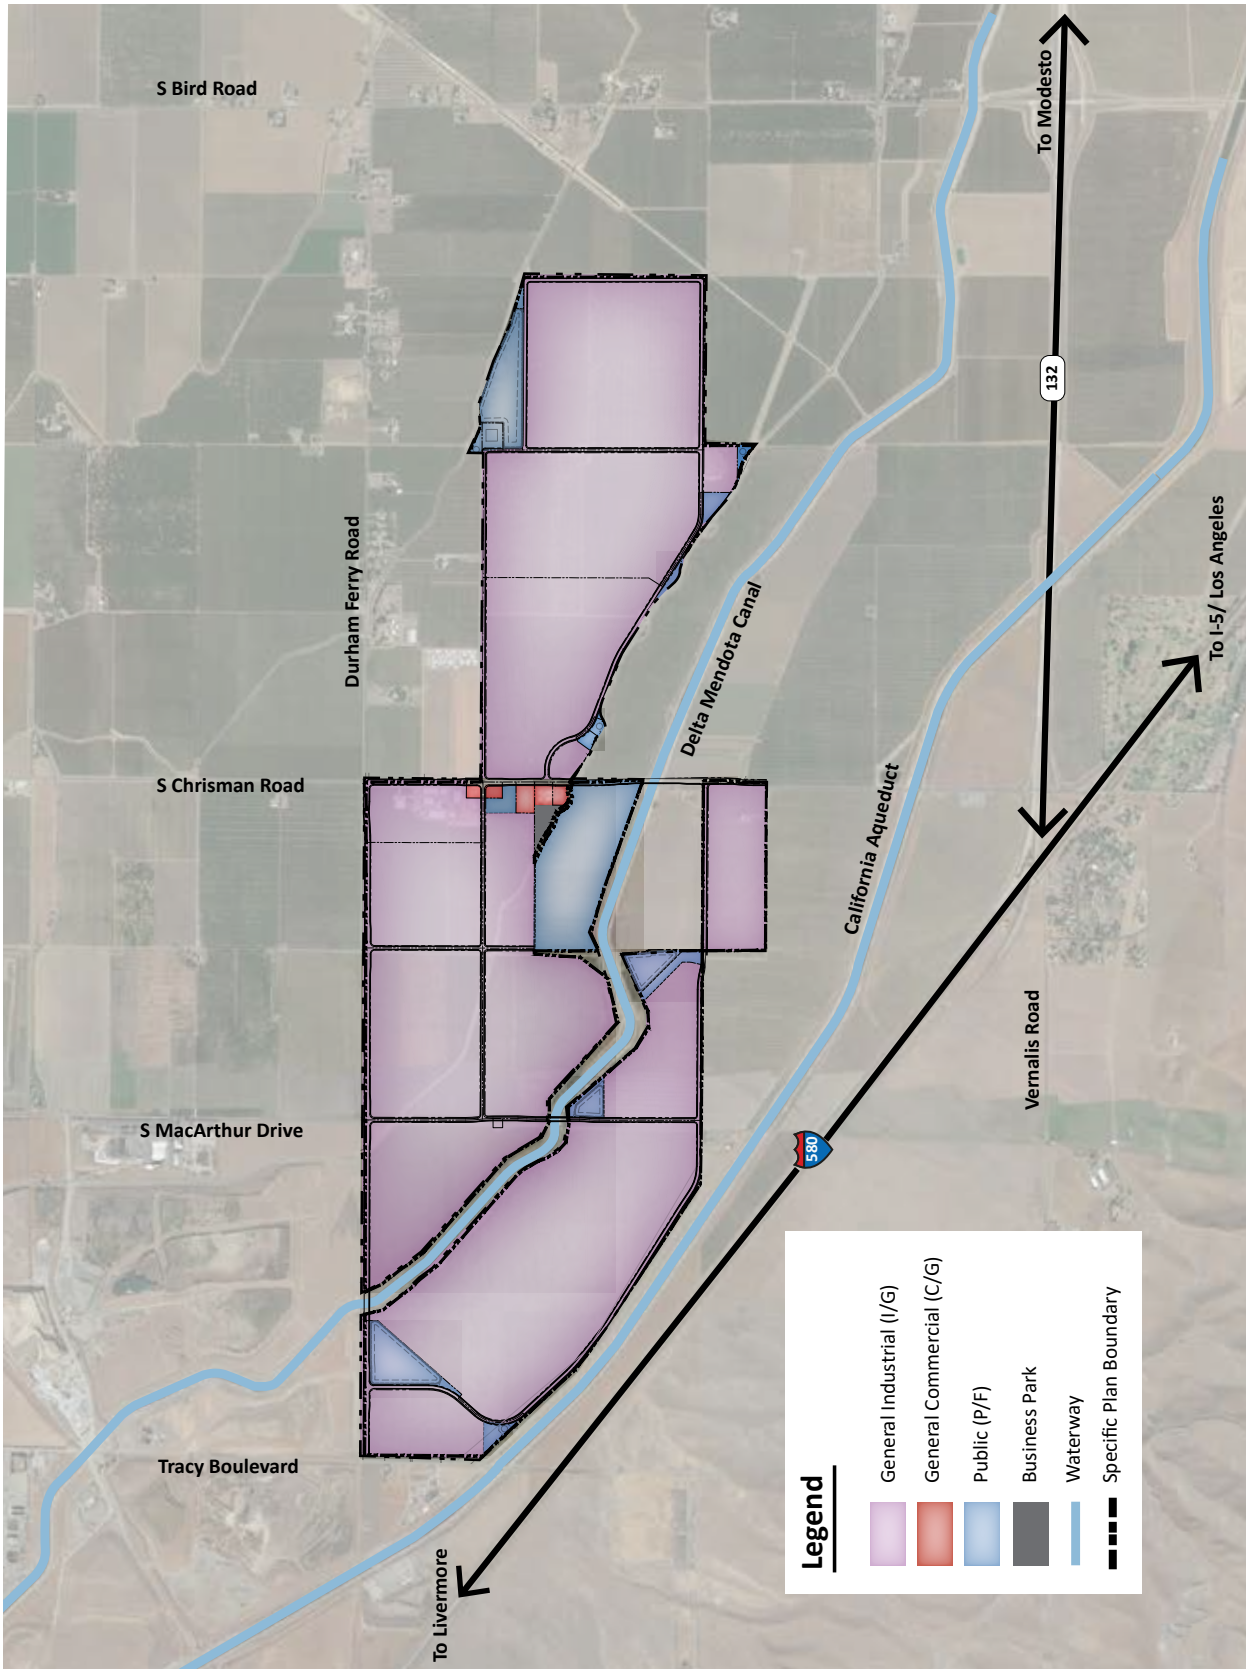 S Bird Road
To Modesto
132
Durham Ferry Road
To I-5/ Los Angeles
Delta Mendota Canal
S Chrisman Road
California Aqueduct
Vernalis Road
S MacArthur Drive
580
Tracy Boulevard
To Livermore
Legend
General Industrial (I/G)
General Commercial (C/G)
Public (P/F)
Business Park
Waterway
Specific Plan Boundary